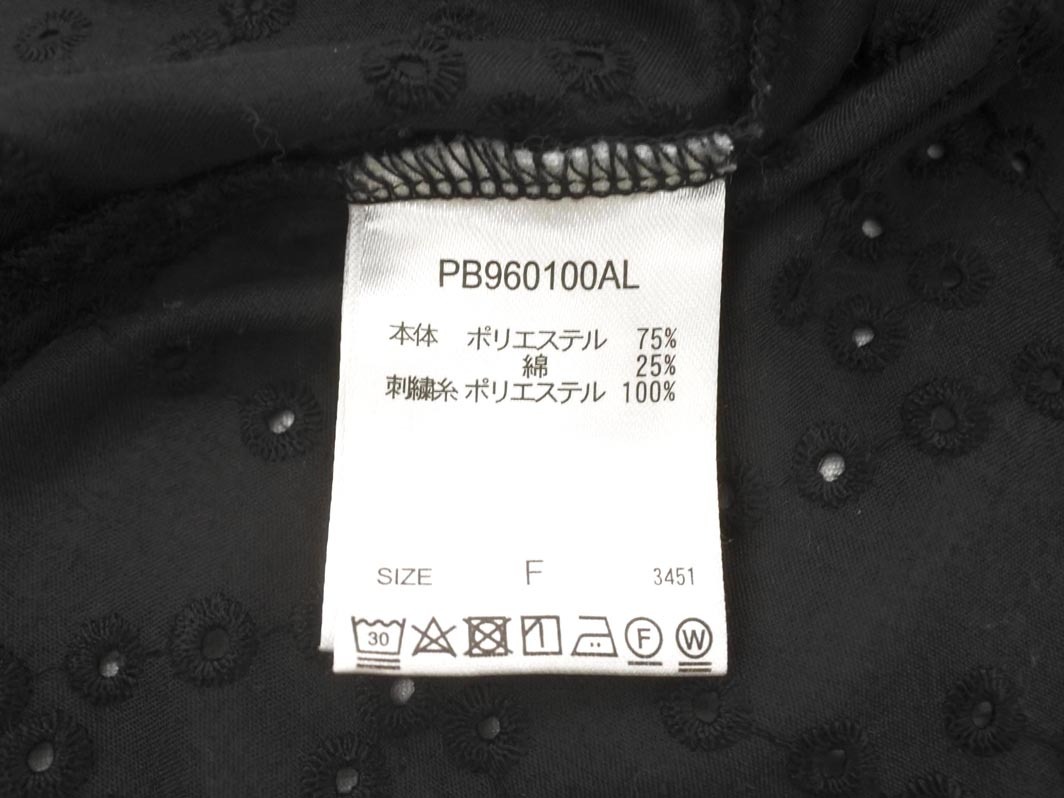 PB960100AL
本体 ポリエステル 75%
綿 25%
刺繍糸 ポリエステル 100%
SIZE F 3451
30 F W